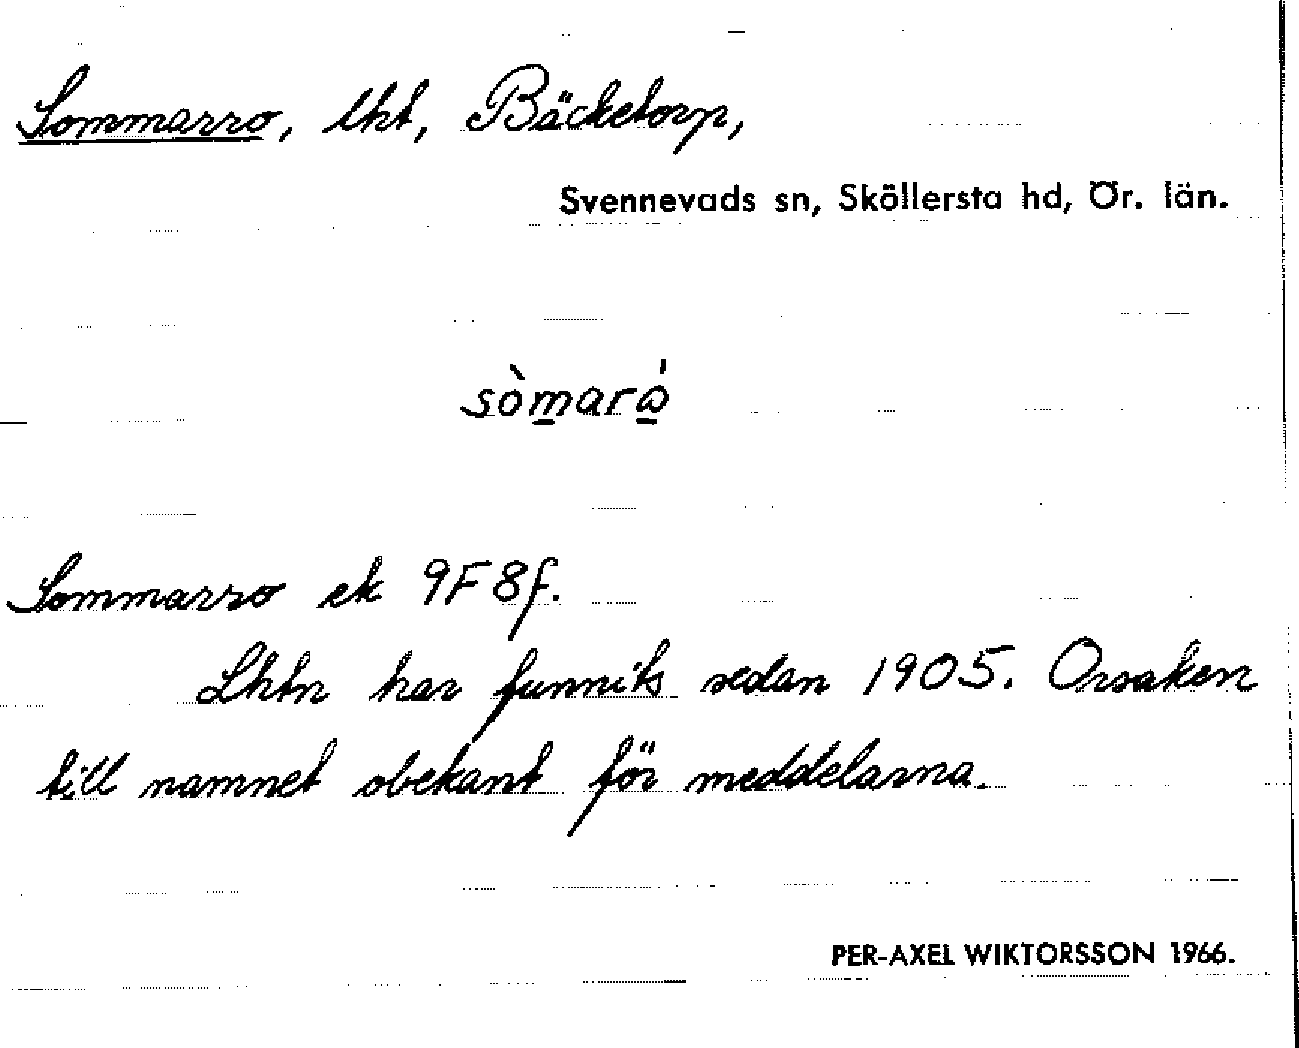 Sommarro, lht, Bäcketorp,
Svennevads sn, Sköllersta hd, Ör. län.
sòmaró
Sommarro ek 9F8f.
Lhtn har funnits sedan 1905. Orsaken
till namnet obekant för meddelarna.
PER-AXEL WIKTORSSON 1966.